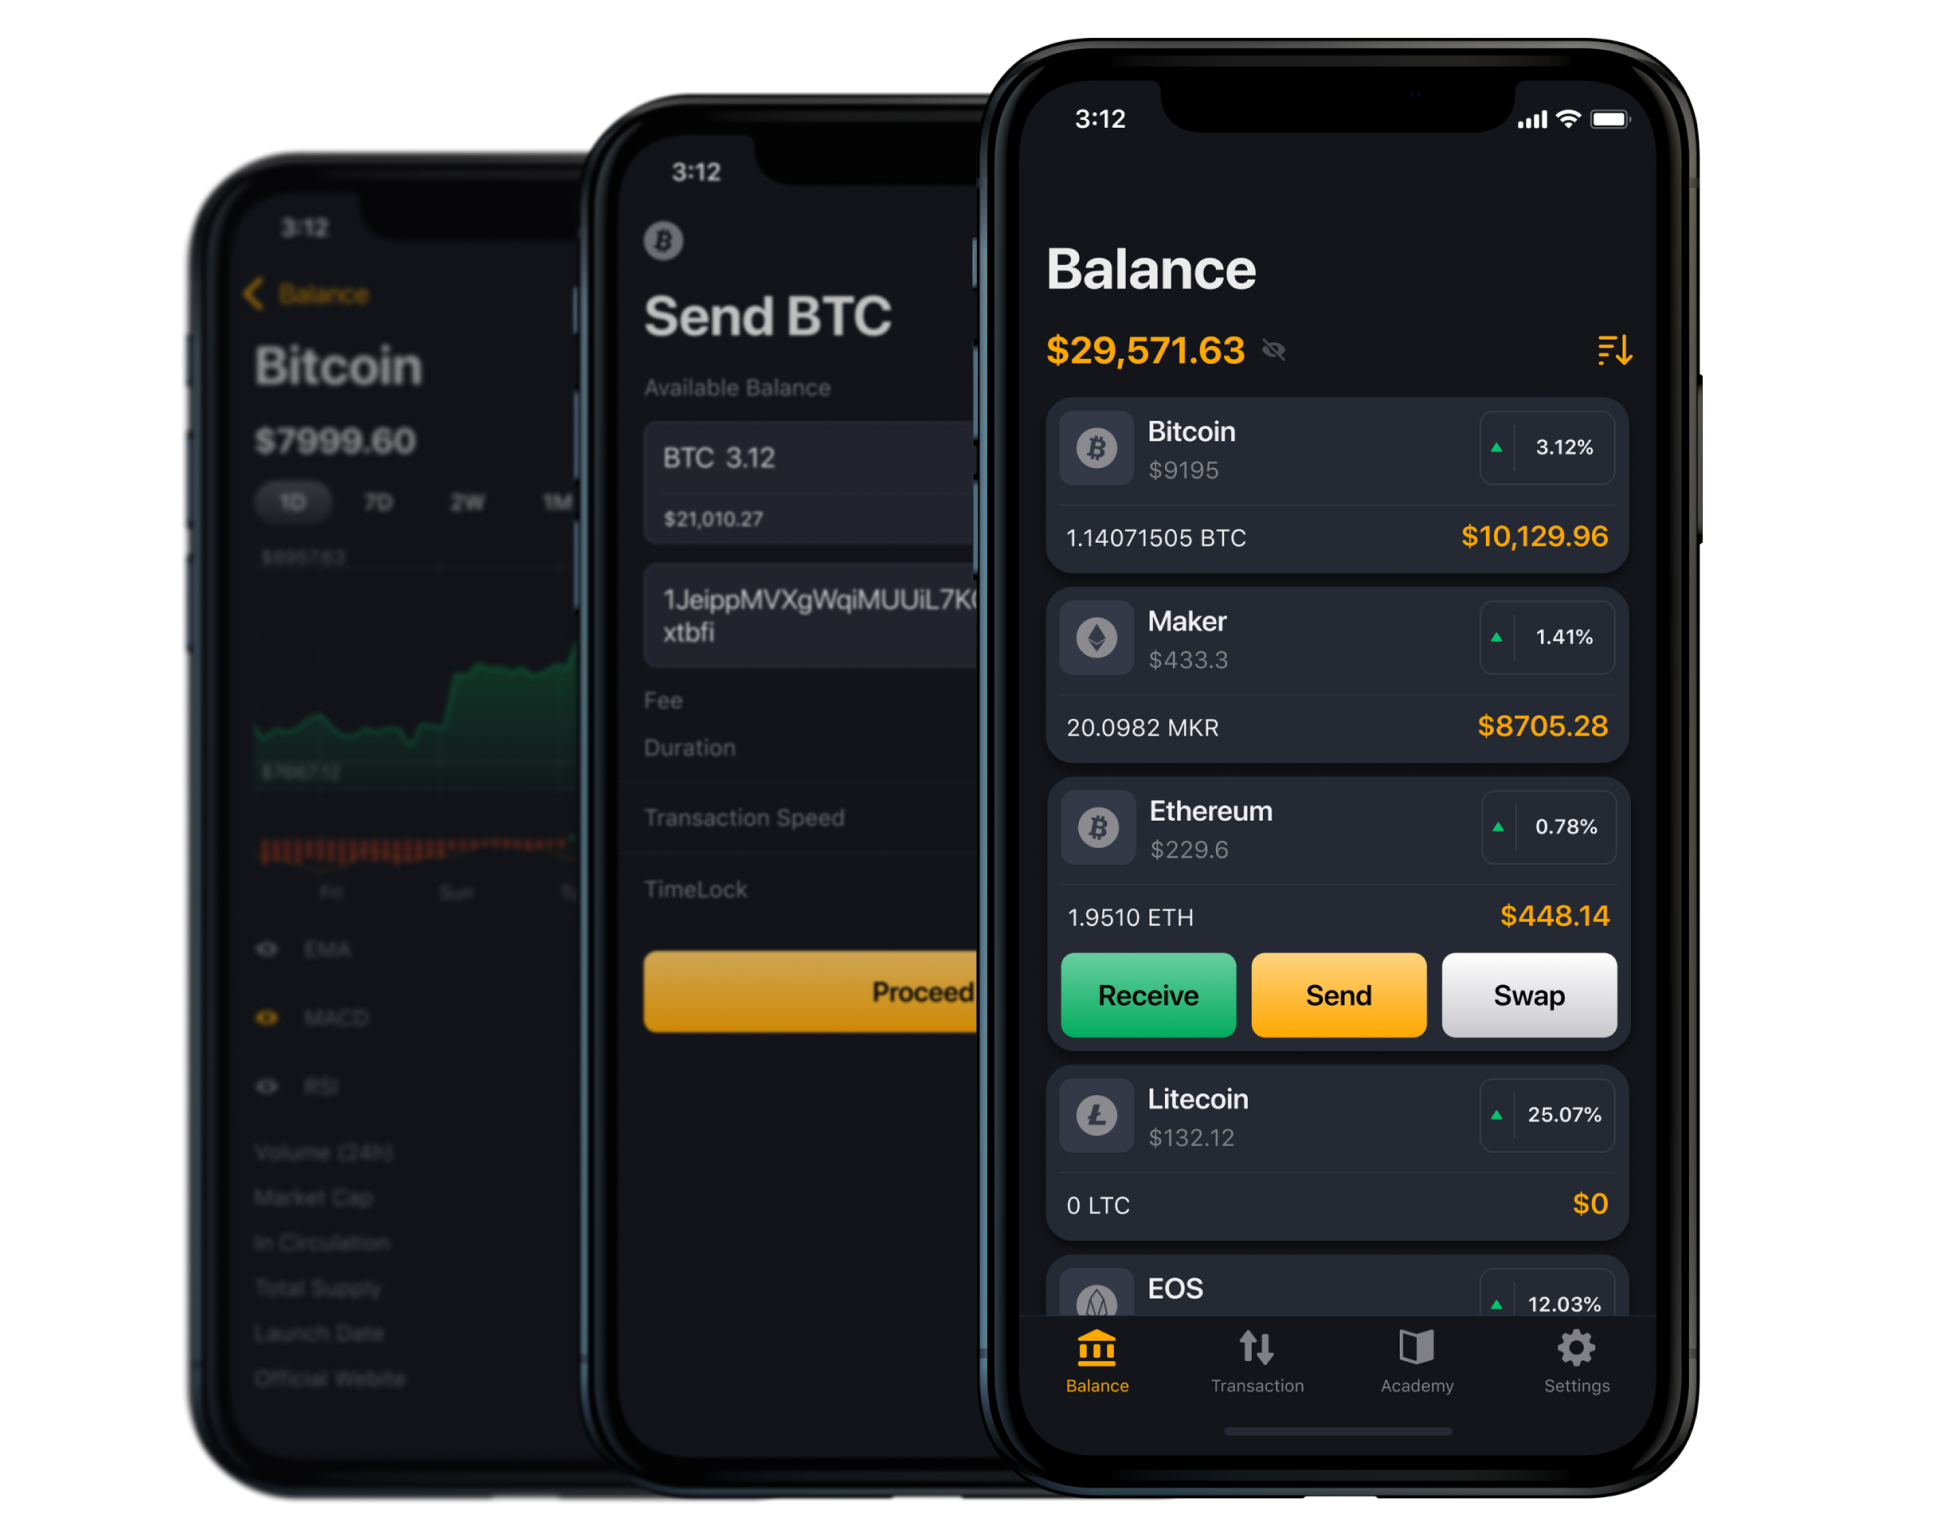 3:12
Balance
Bitcoin
$7999.60
1D 7D 2W 1M
$8957.63
$7667.12
Fri Sun
EMA
MACD
RSI
Volume (24h)
Market Cap
In Circulation
Total Supply
Launch Date
Official Webite
3:12
Send BTC
Available Balance
BTC 3.12
$21,010.27
1JeippMVXgWqiMUUiL7K
xtbfi
Fee
Duration
Transaction Speed
TimeLock
Proceed
3:12
Balance
$29,571.63
Bitcoin
$9195
3.12%
1.14071505 BTC
$10,129.96
Maker
$433.3
1.41%
20.0982 MKR
$8705.28
Ethereum
$229.6
0.78%
1.9510 ETH
$448.14
Receive
Send
Swap
Litecoin
$132.12
25.07%
0 LTC
$0
EOS
12.03%
Balance
Transaction
Academy
Settings